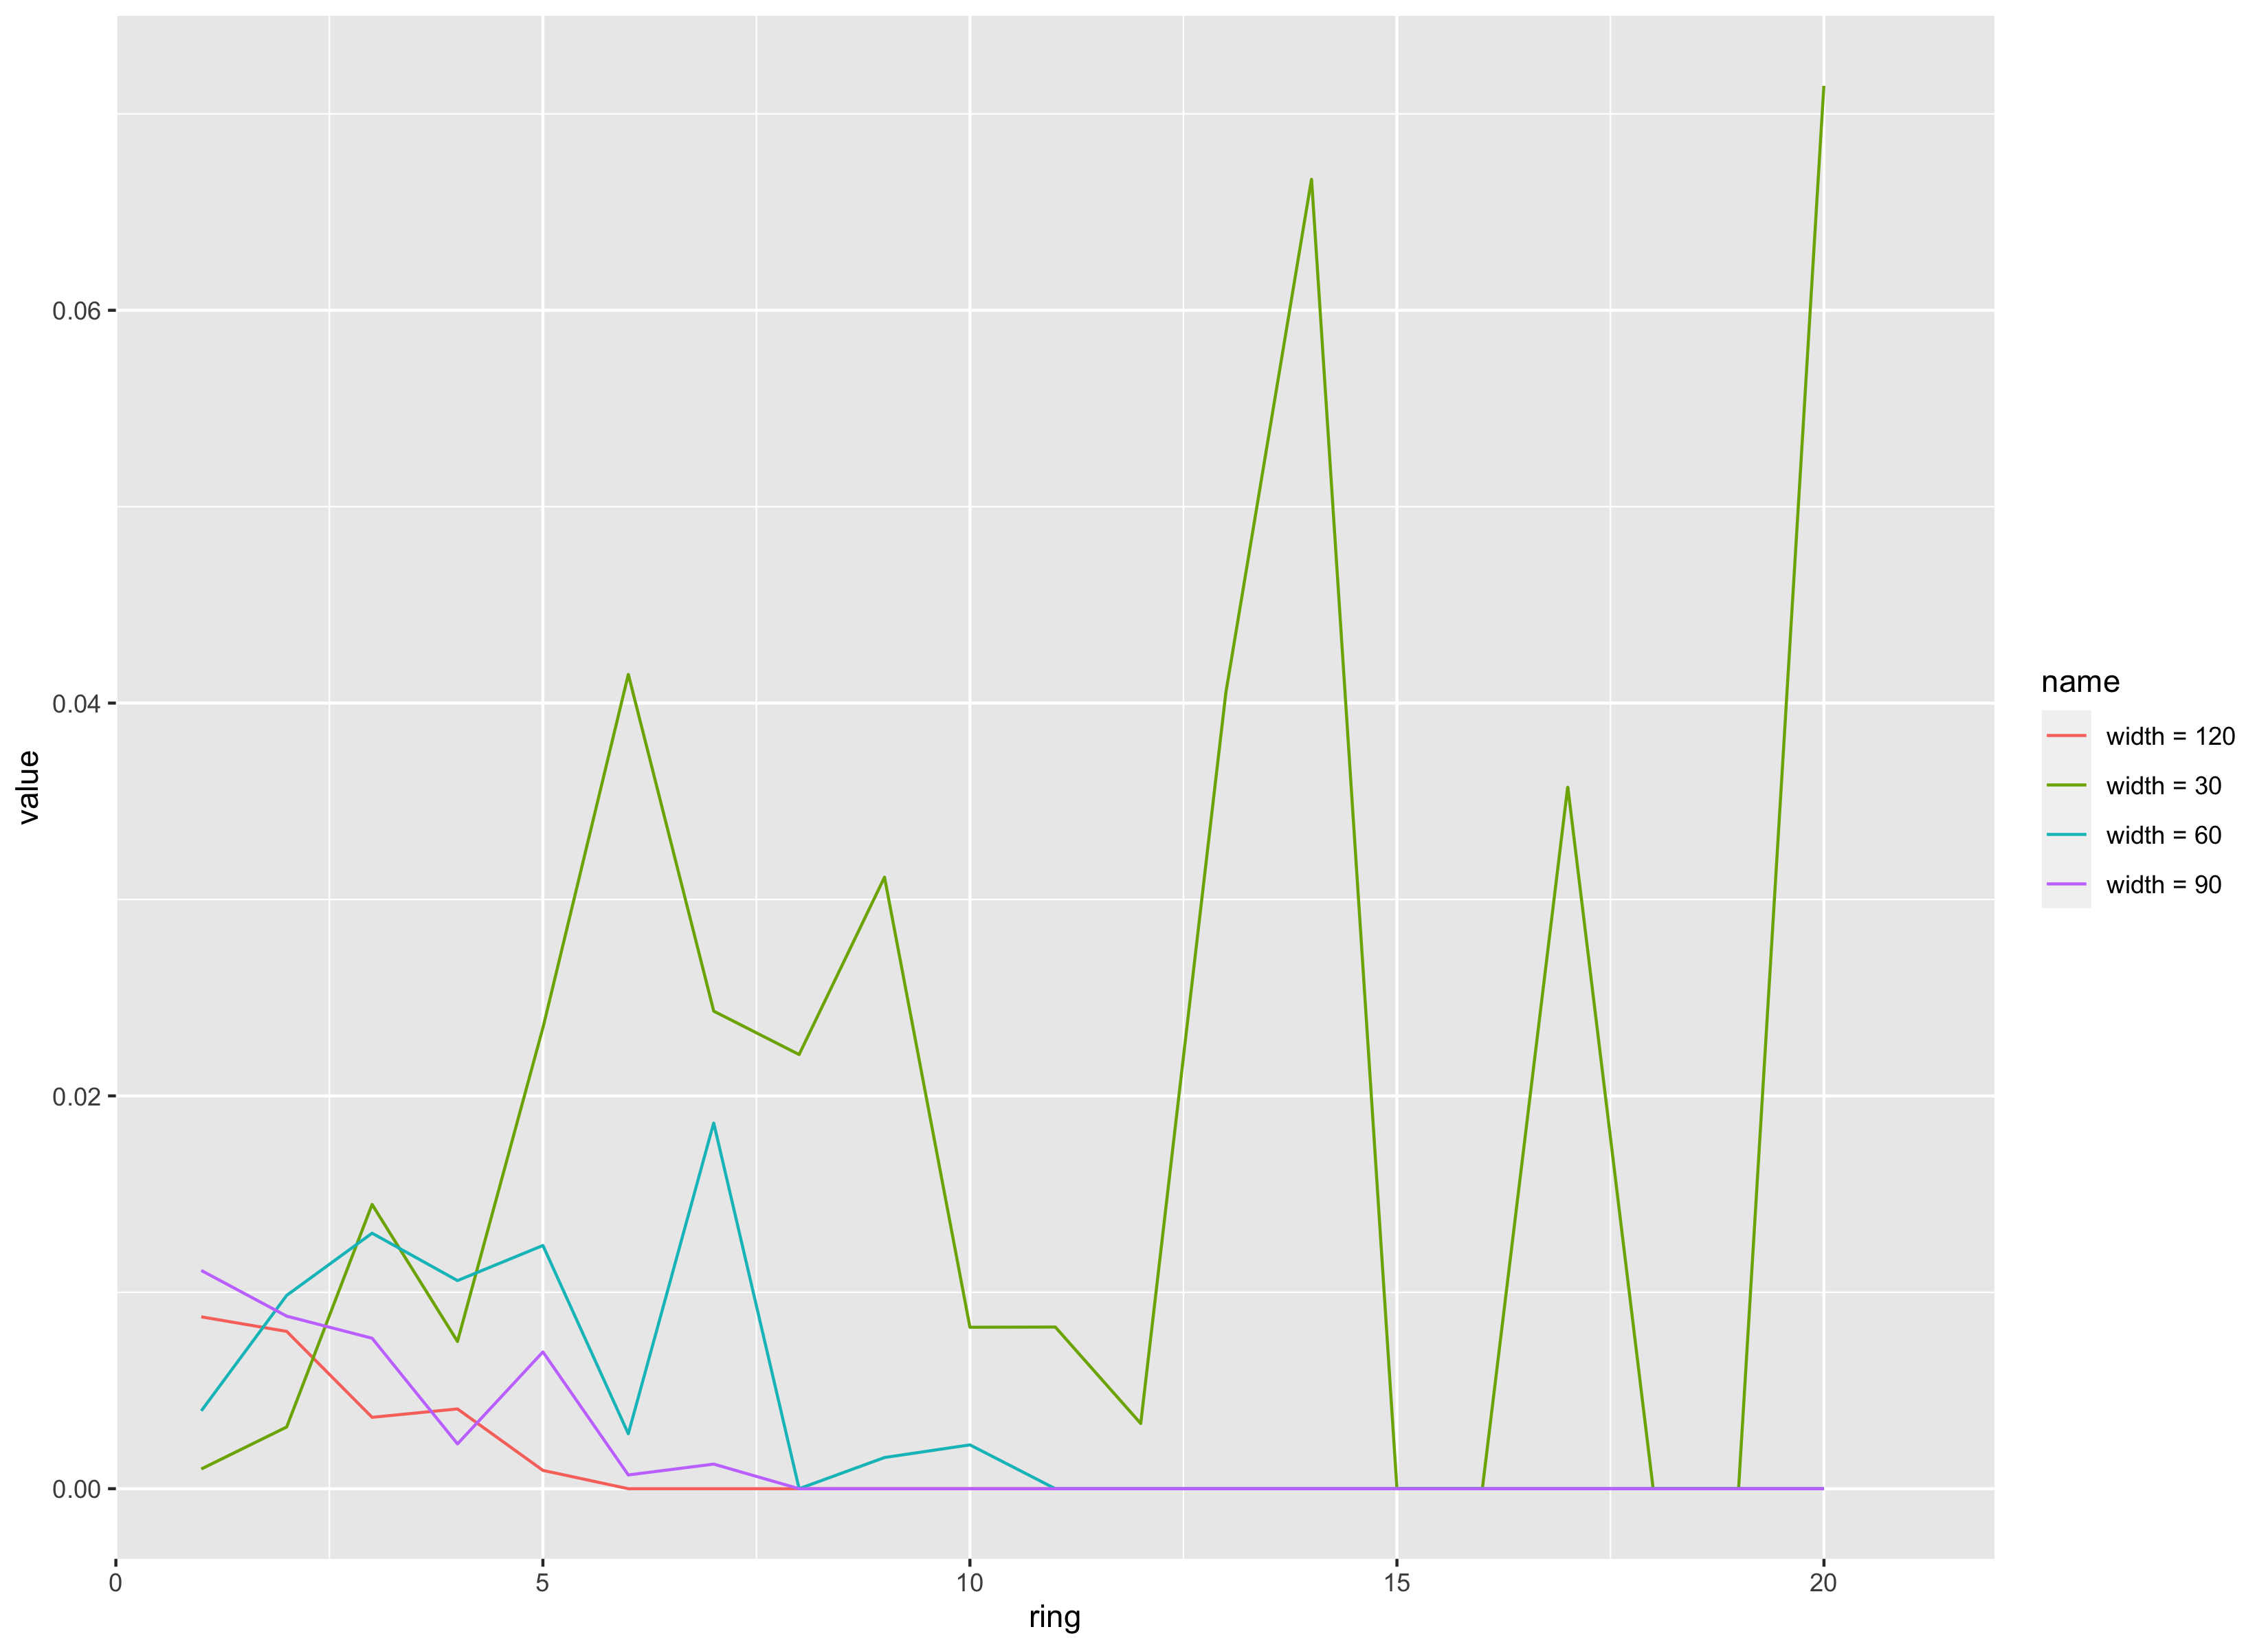 value
0.06
0.04
0.02
0.00
0 5 10 15 20
ring
name
width = 120
width = 30
width = 60
width = 90